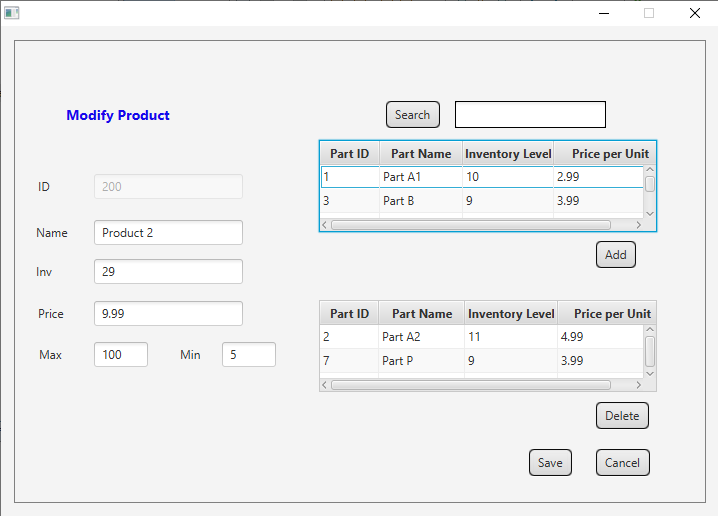 Modify Product
Search
Part ID Part Name Inventory Level Price per Unit
1 Part A1 10 2.99
3 Part B 9 3.99
Add
ID 200
Name Product 2
Inv 29
Price 9.99
Max 100 Min 5
Part ID Part Name Inventory Level Price per Unit
2 Part A2 11 4.99
7 Part P 9 3.99
Delete
Save Cancel